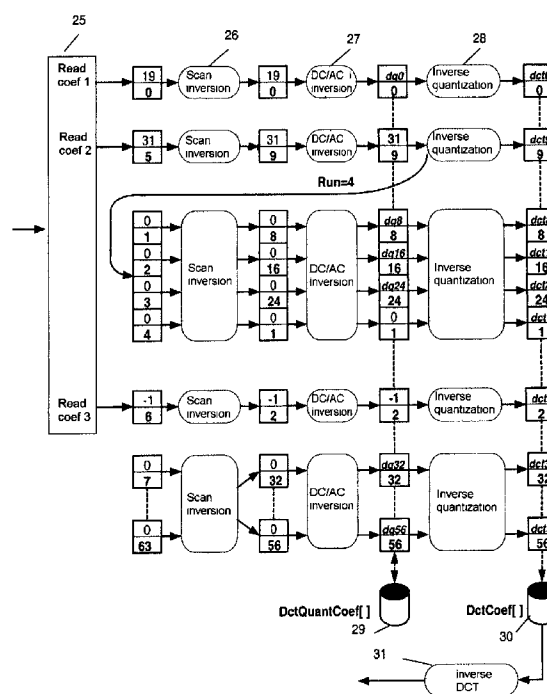 25
26
27
28
Read coef 1
19
0
Scan inversion
19
0
DC/AC inversion
dq0
0
Inverse quantization
0
Read coef 2
31
5
Scan inversion
31
9
DC/AC inversion
31
9
Inverse quantization
9
Run=4
0
1
0
2
0
3
0
4
Scan inversion
0
8
0
16
0
24
0
1
DC/AC inversion
dq8
8
dq16
16
dq24
24
0
1
Inverse quantization
8
16
24
1
Read coef 3
-1
6
Scan inversion
-1
2
DC/AC inversion
-1
2
Inverse quantization
2
0
7
0
63
Scan inversion
0
32
0
56
DC/AC inversion
dq32
32
dq56
56
Inverse quantization
32
56
DctQuantCoef[ ]
29
DctCoef[ ]
30
31
inverse DCT